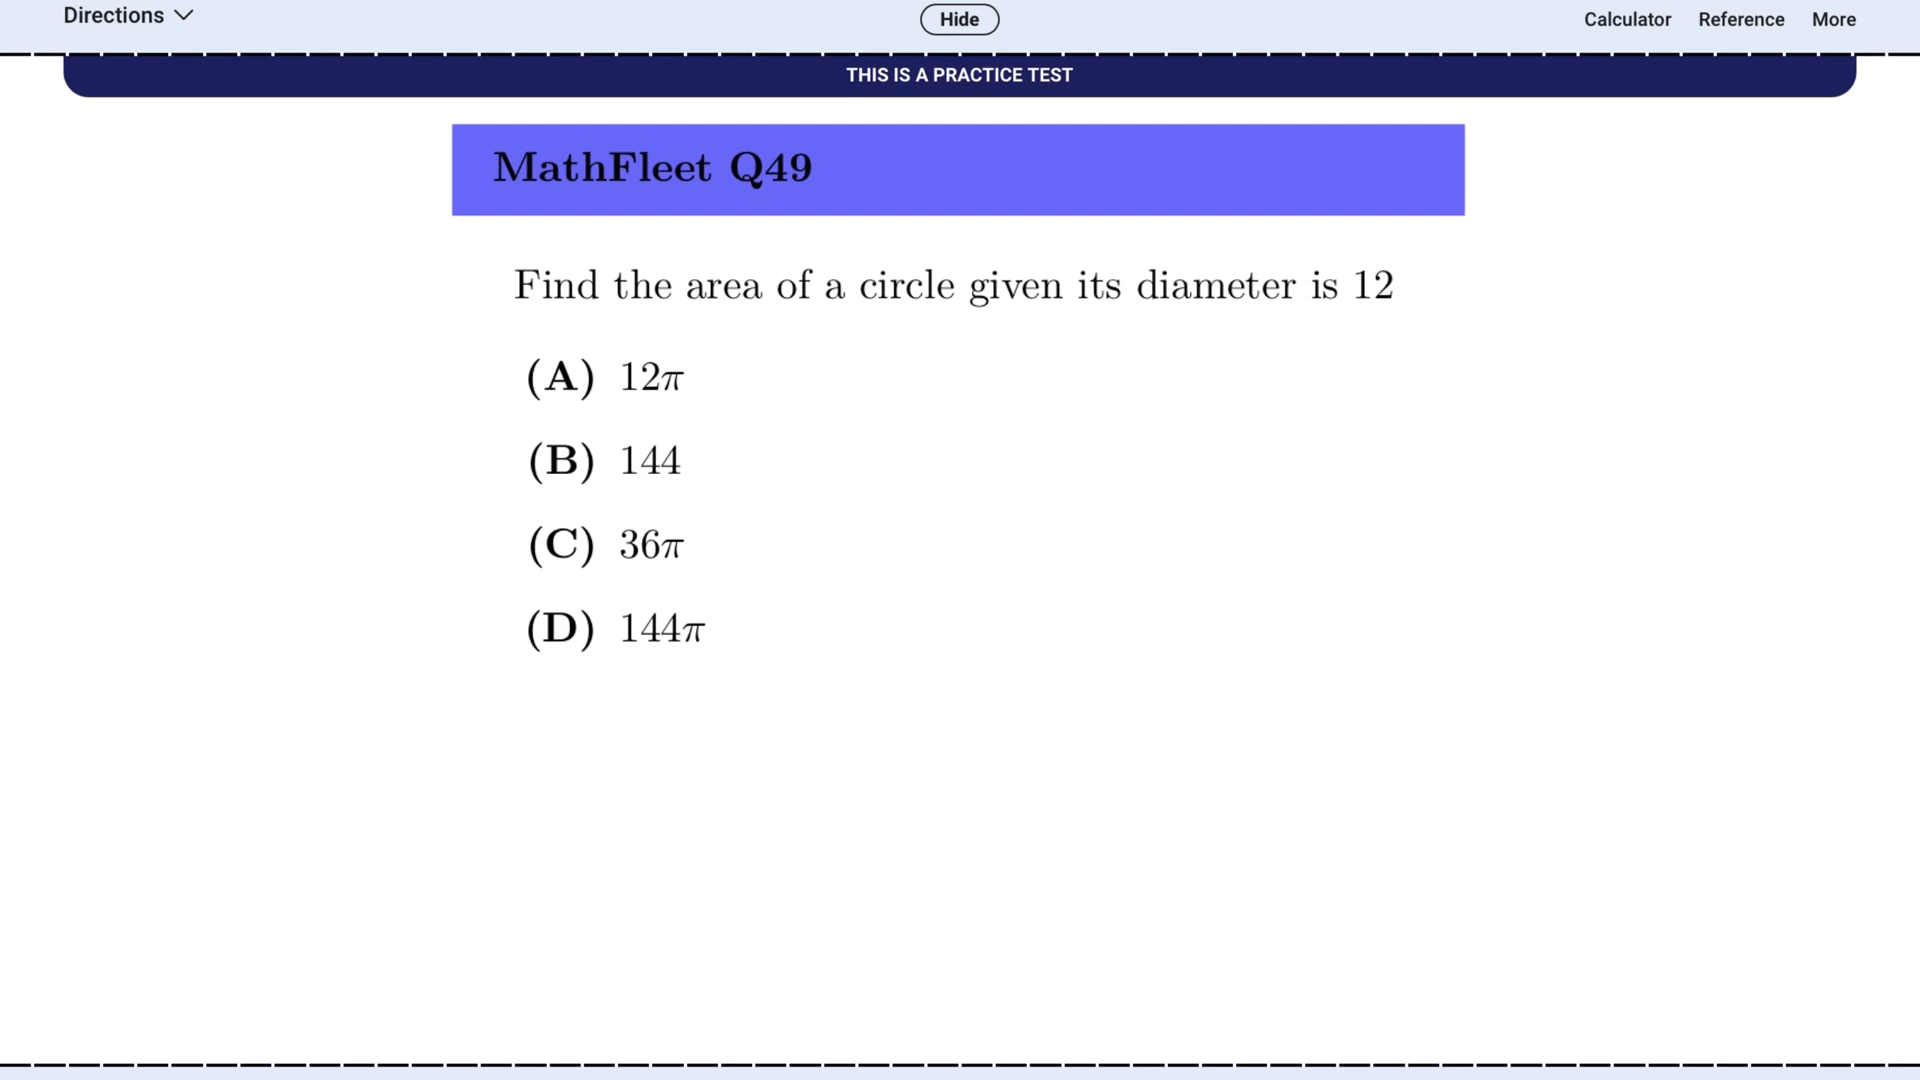 Directions
Hide
Calculator Reference More
THIS IS A PRACTICE TEST
MathFleet Q49
Find the area of a circle given its diameter is 12
(A) 12π
(B) 144
(C) 36π
(D) 144π